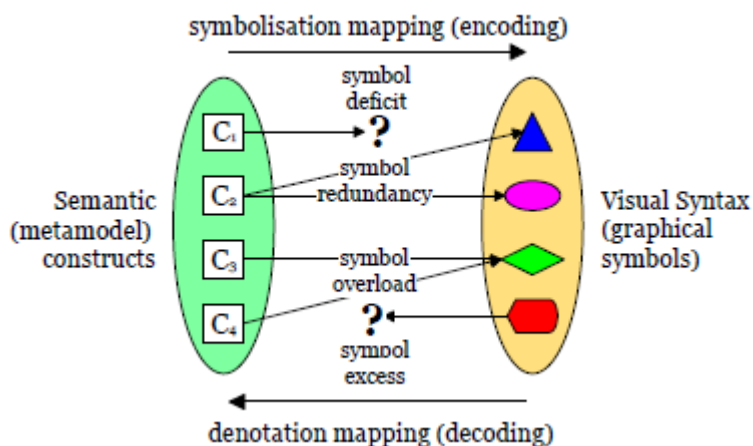 symbolisation mapping (encoding)
symbol
deficit
?
C₁
symbol
redundancy
C₂
Semantic
(metamodel)
constructs
Visual Syntax
(graphical
symbols)
C₃
symbol
overload
C₄
?
symbol
excess
denotation mapping (decoding)